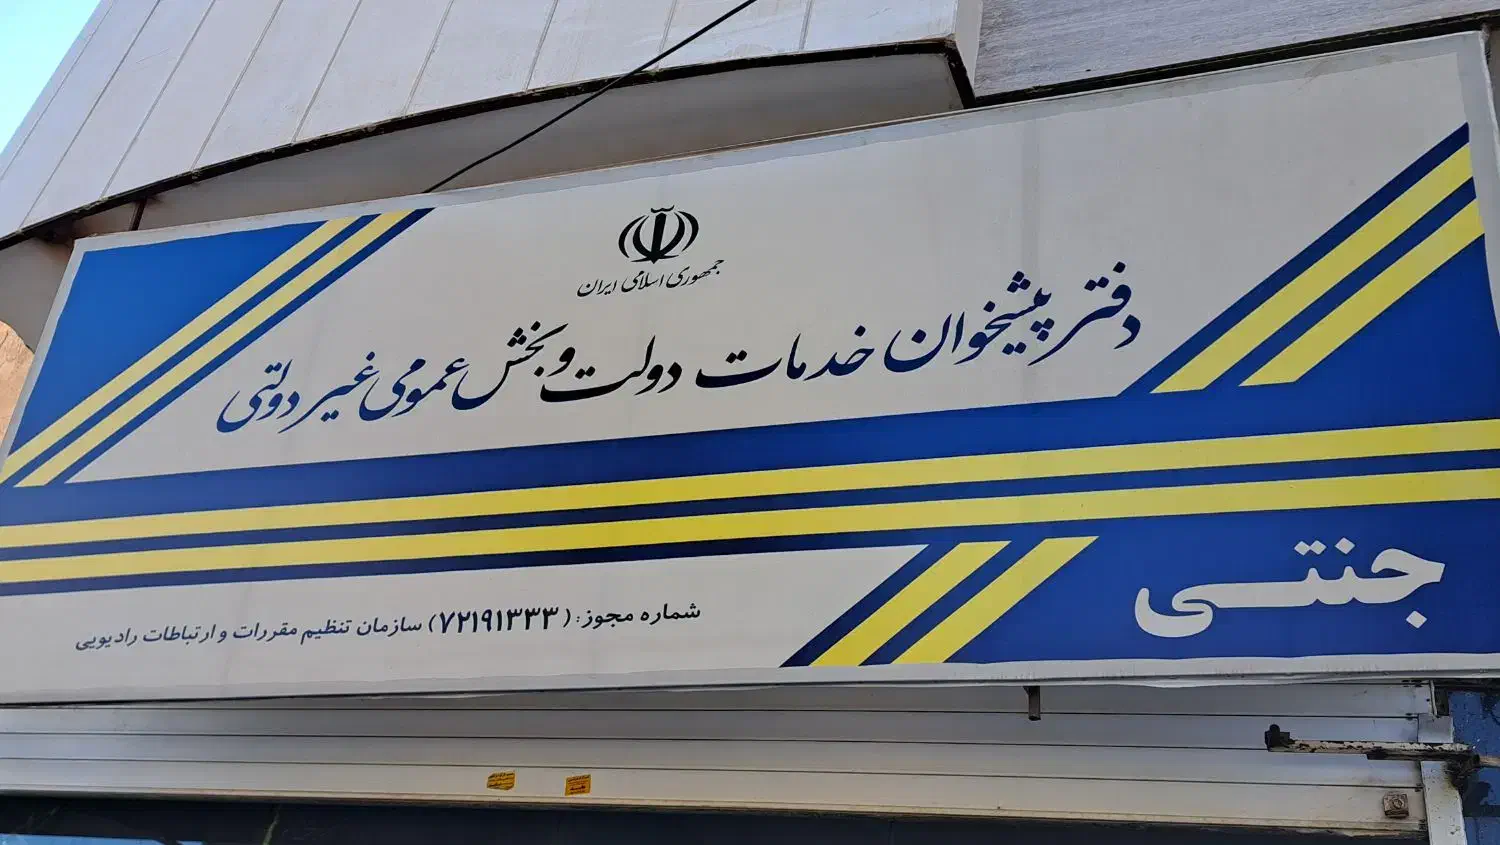 جمهوری اسلامی ایران
دفتر پیشخوان خدمات دولت و بخش عمومی غیر دولتی
جنتی
شماره مجوز: (۷۲۱۹۱۳۳۳) سازمان تنظیم مقررات و ارتباطات رادیویی